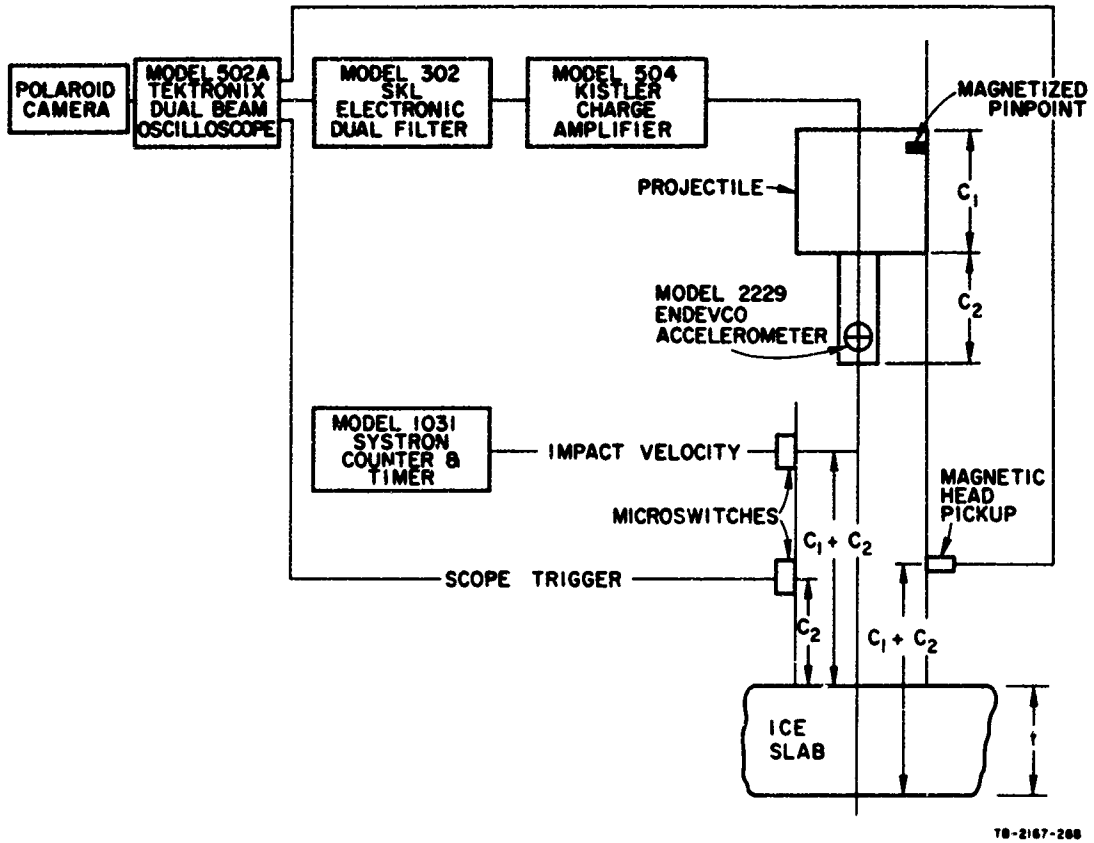 POLAROID
CAMERA
MODEL 502A
TEKTRONIX
DUAL BEAM
OSCILLOSCOPE
MODEL 302
SKL
ELECTRONIC
DUAL FILTER
MODEL 504
KISTLER
CHARGE
AMPLIFIER
MAGNETIZED
PINPOINT
PROJECTILE
C₁
MODEL 2229
ENDEVCO
ACCELEROMETER
C₂
MODEL 1031
SYSTRON
COUNTER &
TIMER
IMPACT VELOCITY
MAGNETIC
HEAD
PICKUP
MICROSWITCHES
C₁ + C₂
SCOPE TRIGGER
C₂
C₁ + C₂
ICE
SLAB
t
TB-2167-268